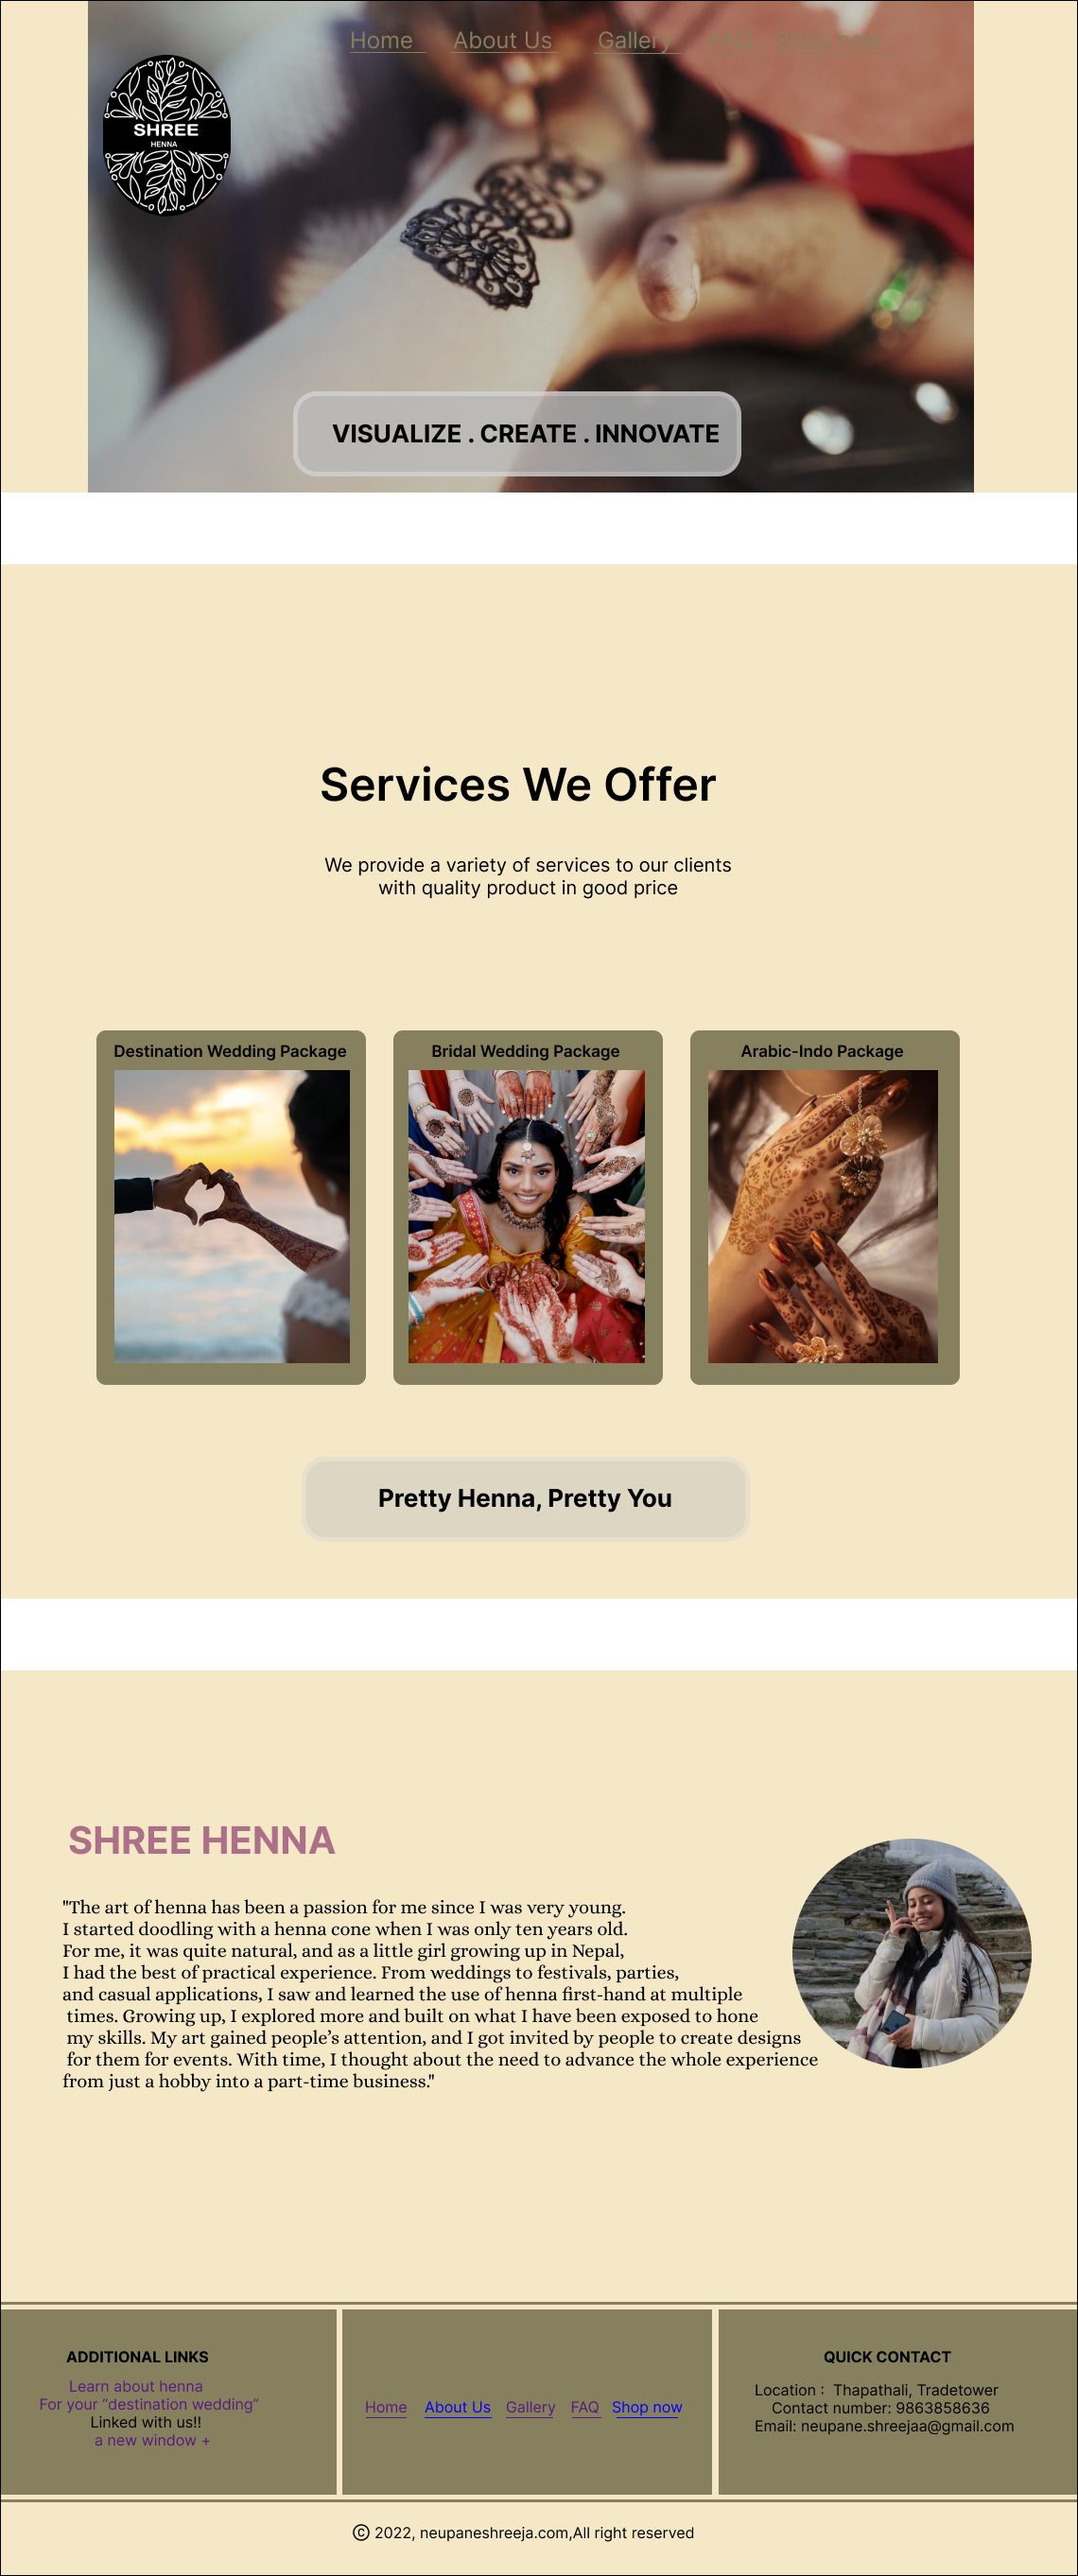 Home About Us Gallery FAQ Shop now
SHREE
HENNA
VISUALIZE . CREATE . INNOVATE
Services We Offer
We provide a variety of services to our clients
with quality product in good price
Destination Wedding Package
Bridal Wedding Package
Arabic-Indo Package
Pretty Henna, Pretty You
SHREE HENNA
"The art of henna has been a passion for me since I was very young.
I started doodling with a henna cone when I was only ten years old.
For me, it was quite natural, and as a little girl growing up in Nepal,
I had the best of practical experience. From weddings to festivals, parties,
and casual applications, I saw and learned the use of henna first-hand at multiple
times. Growing up, I explored more and built on what I have been exposed to hone
my skills. My art gained people’s attention, and I got invited by people to create designs
for them for events. With time, I thought about the need to advance the whole experience
from just a hobby into a part-time business."
ADDITIONAL LINKS
Learn about henna
For your “destination wedding”
Linked with us!!
a new window +
Home About Us Gallery FAQ Shop now
QUICK CONTACT
Location : Thapathali, Tradetower
Contact number: 9863858636
Email: neupane.shreejaa@gmail.com
© 2022, neupaneshreeja.com,All right reserved